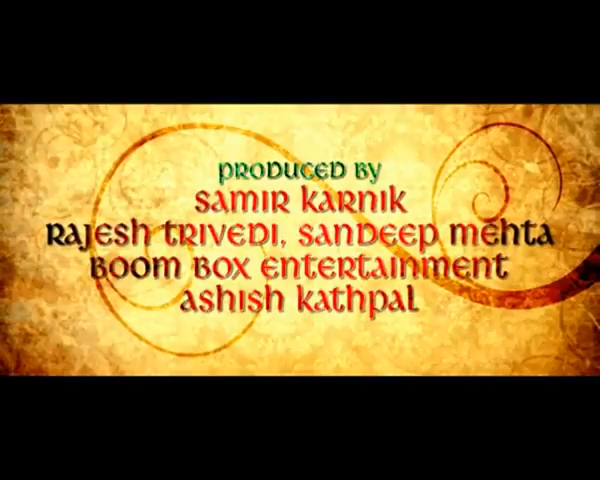 PRODUCED BY
SAMIR KARNIK
RAJESH TRIVEDI, SANDEEP MEHTA
BOOM BOX ENTERTAINMENT
ASHISH KATHPAL